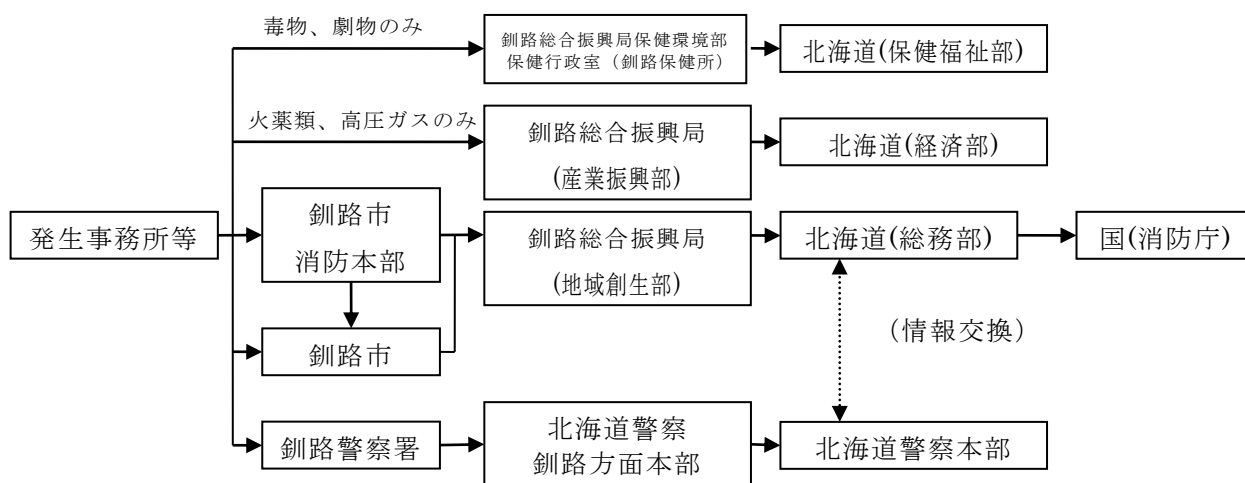 毒物、劇物のみ
釧路総合振興局保健環境部
保健行政室（釧路保健所）
北海道(保健福祉部)
火薬類、高圧ガスのみ
釧路総合振興局
(産業振興部)
北海道(経済部)
発生事務所等
釧路市
消防本部
釧路総合振興局
(地域創生部)
北海道(総務部)
国(消防庁)
釧路市
（情報交換）
釧路警察署
北海道警察
釧路方面本部
北海道警察本部